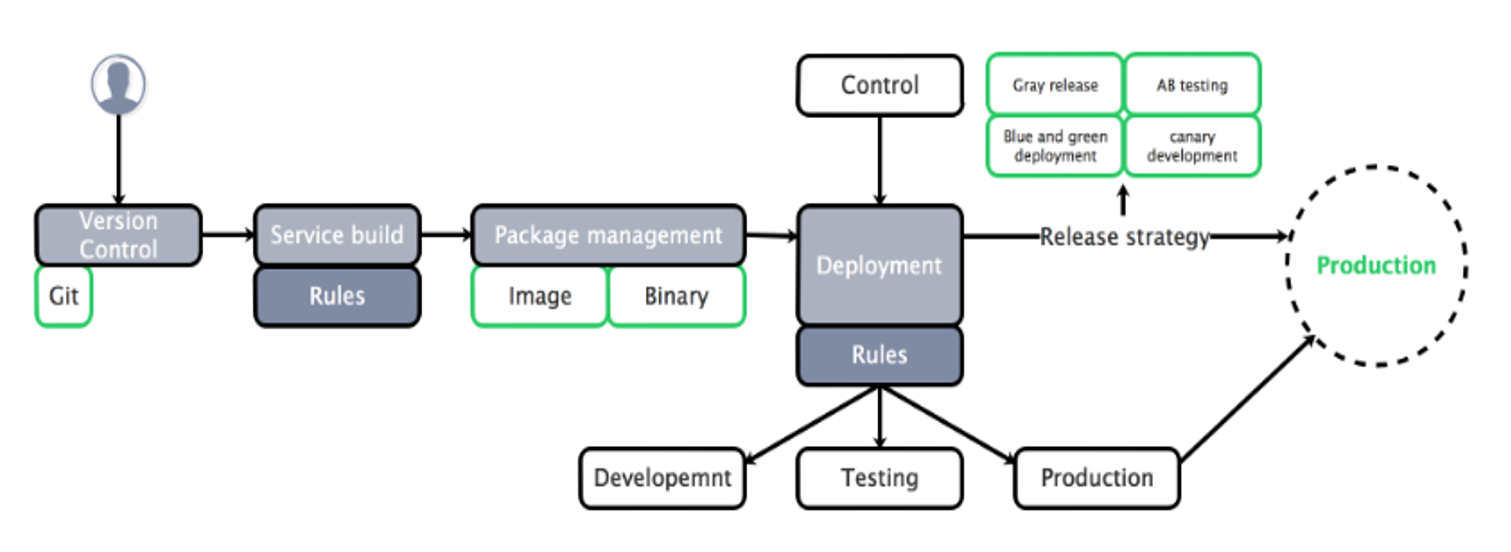 Control
Gray release
AB testing
Blue and green
deployment
canary
development
Version
Control
Service build
Package management
Deployment
Release strategy
Production
Git
Rules
Image
Binary
Rules
Developemnt
Testing
Production